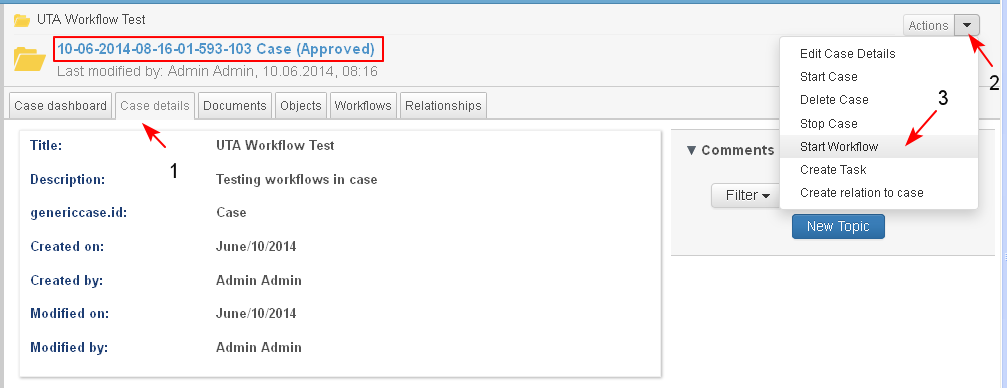 UTA Workflow Test
Actions
10-06-2014-08-16-01-593-103 Case (Approved)
Last modified by: Admin Admin, 10.06.2014, 08:16
2
Edit Case Details
Start Case
Delete Case
Stop Case
Start Workflow
Create Task
Create relation to case
3
Case dashboard Case details Documents Objects Workflows Relationships
1
Title: UTA Workflow Test
Description: Testing workflows in case
genericcase.id: Case
Created on: June/10/2014
Created by: Admin Admin
Modified on: June/10/2014
Modified by: Admin Admin
Comments
Filter
New Topic